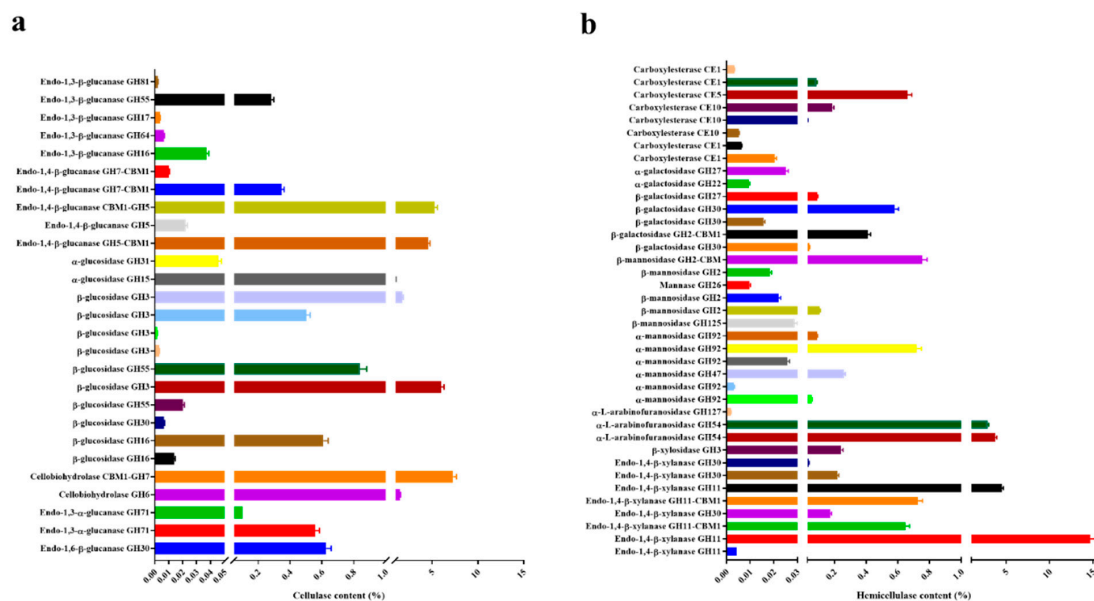 a
Endo-1,3-β-glucanase GH81
Endo-1,3-β-glucanase GH55
Endo-1,3-β-glucanase GH17
Endo-1,3-β-glucanase GH64
Endo-1,3-β-glucanase GH16
Endo-1,4-β-glucanase GH7-CBM1
Endo-1,4-β-glucanase GH7-CBM1
Endo-1,4-β-glucanase CBM1-GH5
Endo-1,4-β-glucanase GH5
Endo-1,4-β-glucanase GH5-CBM1
α-glucosidase GH31
α-glucosidase GH15
β-glucosidase GH3
β-glucosidase GH3
β-glucosidase GH3
β-glucosidase GH3
β-glucosidase GH55
β-glucosidase GH3
β-glucosidase GH55
β-glucosidase GH30
β-glucosidase GH16
β-glucosidase GH16
Cellobiohydrolase CBM1-GH7
Cellobiohydrolase GH6
Endo-1,3-α-glucanase GH71
Endo-1,3-α-glucanase GH71
Endo-1,6-β-glucanase GH30
0.00 0.01 0.02 0.03 0.04 0.05 0.2 0.4 0.6 0.8 1.0 5 10 15
Cellulase content (%)
b
Carboxylesterase CE1
Carboxylesterase CE1
Carboxylesterase CE5
Carboxylesterase CE10
Carboxylesterase CE10
Carboxylesterase CE10
Carboxylesterase CE1
Carboxylesterase CE1
α-galactosidase GH27
α-galactosidase GH22
β-galactosidase GH27
β-galactosidase GH30
β-galactosidase GH30
β-galactosidase GH2-CBM1
β-galactosidase GH30
β-mannosidase GH2-CBM
β-mannosidase GH2
Mannase GH26
β-mannosidase GH2
β-mannosidase GH2
β-mannosidase GH125
α-mannosidase GH92
α-mannosidase GH92
α-mannosidase GH92
α-mannosidase GH47
α-mannosidase GH92
α-mannosidase GH92
α-L-arabinofuranosidase GH127
α-L-arabinofuranosidase GH54
α-L-arabinofuranosidase GH54
β-xylosidase GH3
Endo-1,4-β-xylanase GH30
Endo-1,4-β-xylanase GH30
Endo-1,4-β-xylanase GH11
Endo-1,4-β-xylanase GH11-CBM1
Endo-1,4-β-xylanase GH30
Endo-1,4-β-xylanase GH11-CBM1
Endo-1,4-β-xylanase GH11
Endo-1,4-β-xylanase GH11
0.00 0.01 0.02 0.03 0.2 0.4 0.6 0.8 1.0 5 10 15
Hemicellulase content (%)